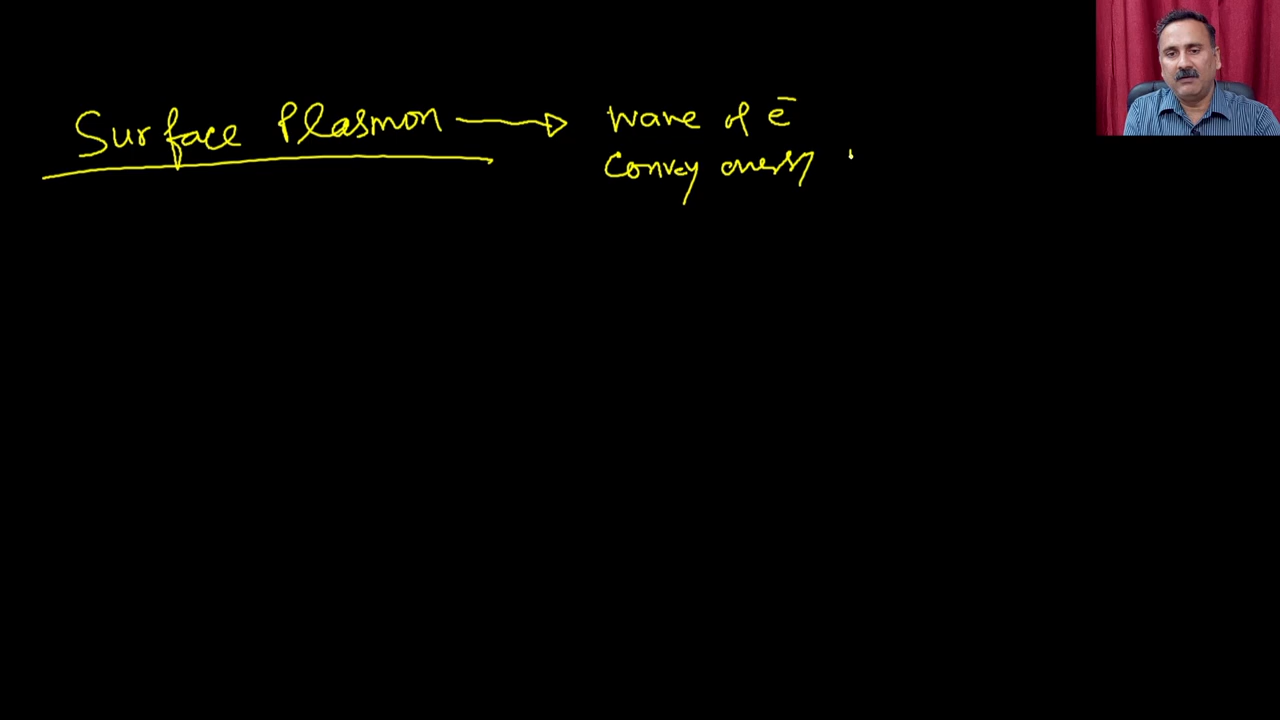 Surface Plasmon → wave of ē
Convey energy